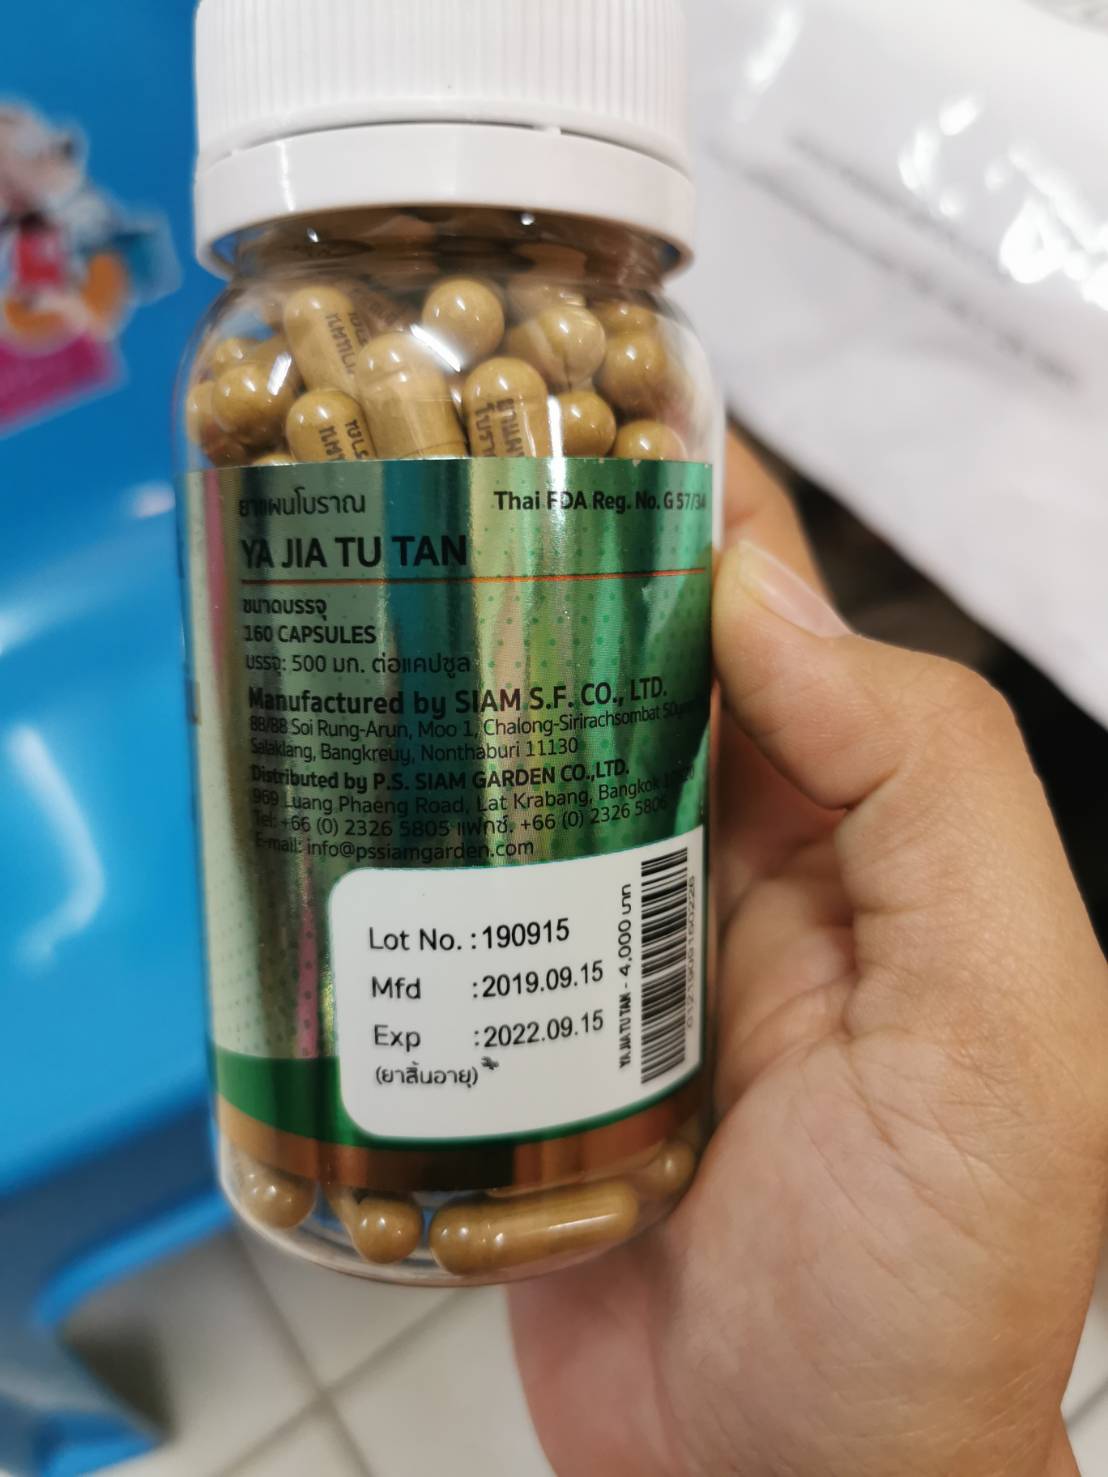 ยาแผนโบราณ
Thai FDA Reg. No. G 57/34
YA JIA TU TAN
ขนาดบรรจุ
160 CAPSULES
บรรจุ: 500 มก. ต่อแคปซูล
Manufactured by SIAM S.F. CO., LTD.
88/88 Soi Rung-Arun, Moo 1, Chalong-Sirirachsombat
Salaklang, Bangkreuy, Nonthaburi 11130
Distributed by P.S. SIAM GARDEN CO.,LTD.
969 Luang Phaeng Road, Lat Krabang, Bangkok
Tel: +66 (0) 2326 5805 แฟกซ์. +66 (0) 2326 5806
E-mail: info@pssiamgarden.com
Lot No. : 190915
Mfd : 2019.09.15
Exp : 2022.09.15
(ยาสิ้นอายุ)
YA JIA TU TAN - 4,000 บาท